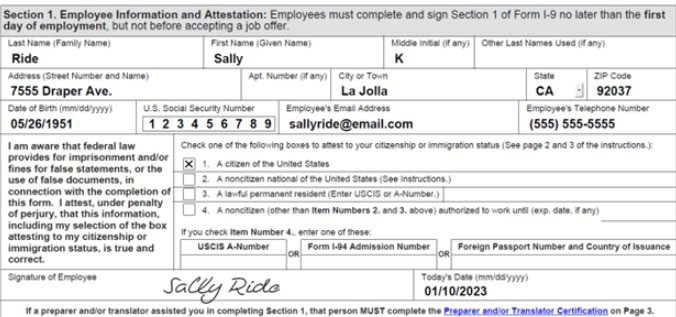 Section 1. Employee Information and Attestation: Employees must complete and sign Section 1 of Form I-9 no later than the first
day of employment, but not before accepting a job offer.
Last Name (Family Name) First Name (Given Name) Middle Initial (if any) Other Last Names Used (if any)
Ride Sally K
Address (Street Number and Name) Apt. Number (if any) City or Town State ZIP Code
7555 Draper Ave. La Jolla CA 92037
Date of Birth (mm/dd/yyyy) U.S. Social Security Number Employee's Email Address Employee's Telephone Number
05/26/1951 1 2 3 4 5 6 7 8 9 sallyride@email.com (555) 555-5555
I am aware that federal law
provides for imprisonment and/or
fines for false statements, or the
use of false documents, in
connection with the completion of
this form. I attest, under penalty
of perjury, that this information,
including my selection of the box
attesting to my citizenship or
immigration status, is true and
correct.
Check one of the following boxes to attest to your citizenship or immigration status (See page 2 and 3 of the instructions.):
1. A citizen of the United States
2. A noncitizen national of the United States (See Instructions.)
3. A lawful permanent resident (Enter USCIS or A-Number.)
4. A noncitizen (other than Item Numbers 2. and 3. above) authorized to work until (exp. date, if any)
If you check Item Number 4., enter one of these:
USCIS A-Number OR Form I-94 Admission Number OR Foreign Passport Number and Country of Issuance
Signature of Employee Today's Date (mm/dd/yyyy)
Sally Ride 01/10/2023
If a preparer and/or translator assisted you in completing Section 1, that person MUST complete the Preparer and/or Translator Certification on Page 3.